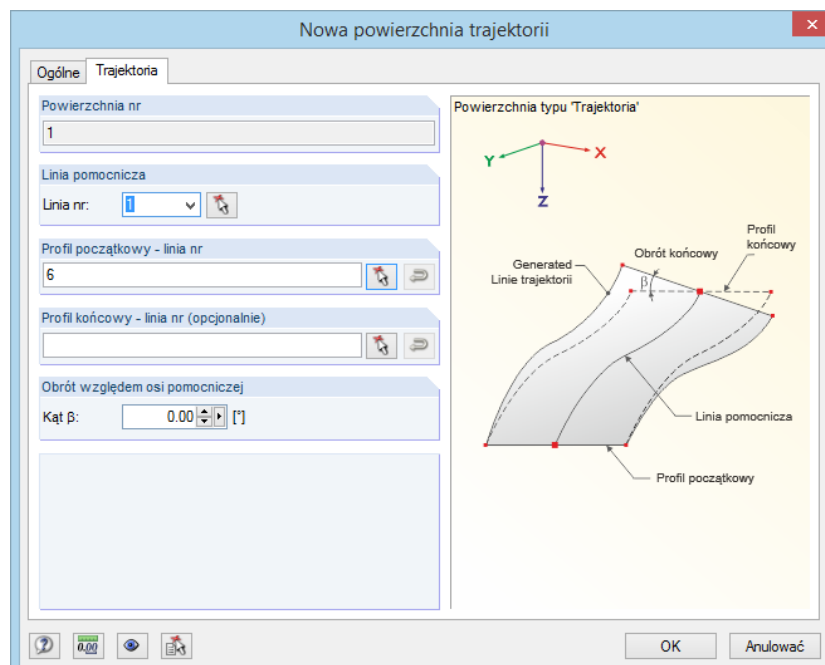 Nowa powierzchnia trajektorii
x
Ogólne
Trajektoria
Powierzchnia nr
1
Linia pomocnicza
Linia nr:
1
Profil początkowy - linia nr
6
Profil końcowy - linia nr (opcjonalnie)
Obrót względem osi pomocniczej
Kąt β:
0.00
[°]
Powierzchnia typu 'Trajektoria'
Y
X
Z
Profil
końcowy
Obrót końcowy
Generated
Linie trajektorii
β
Linia pomocnicza
Profil początkowy
?
0.00
OK
Anulować